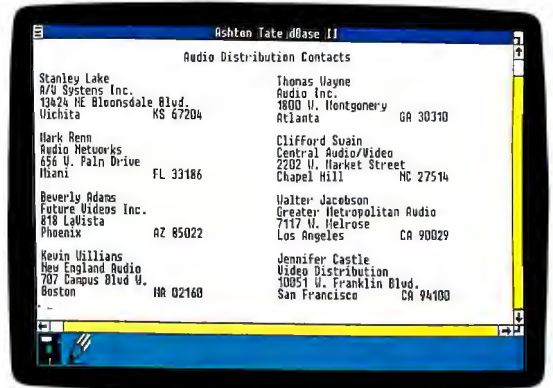 Ashton Tate dBase II
Audio Distribution Contacts
Stanley Lake
A/V Systems Inc.
13424 NE Bloonsdale Blvd.
Wichita KS 67204
Mark Renn
Audio Networks
656 W. Palm Drive
Miami FL 33186
Beverly Adams
Future Videos Inc.
818 LaVista
Phoenix AZ 85022
Kevin Williams
New England Audio
707 Campus Blvd W.
Boston MA 02160
Thomas Wayne
Audio Inc.
1800 W. Montgomery
Atlanta GA 30310
Clifford Swain
Central Audio/Video
2202 W. Market Street
Chapel Hill NC 27514
Walter Jacobson
Greater Metropolitan Audio
7117 W. Melrose
Los Angeles CA 90029
Jennifer Castle
Video Distribution
10051 W. Franklin Blvd.
San Francisco CA 94100